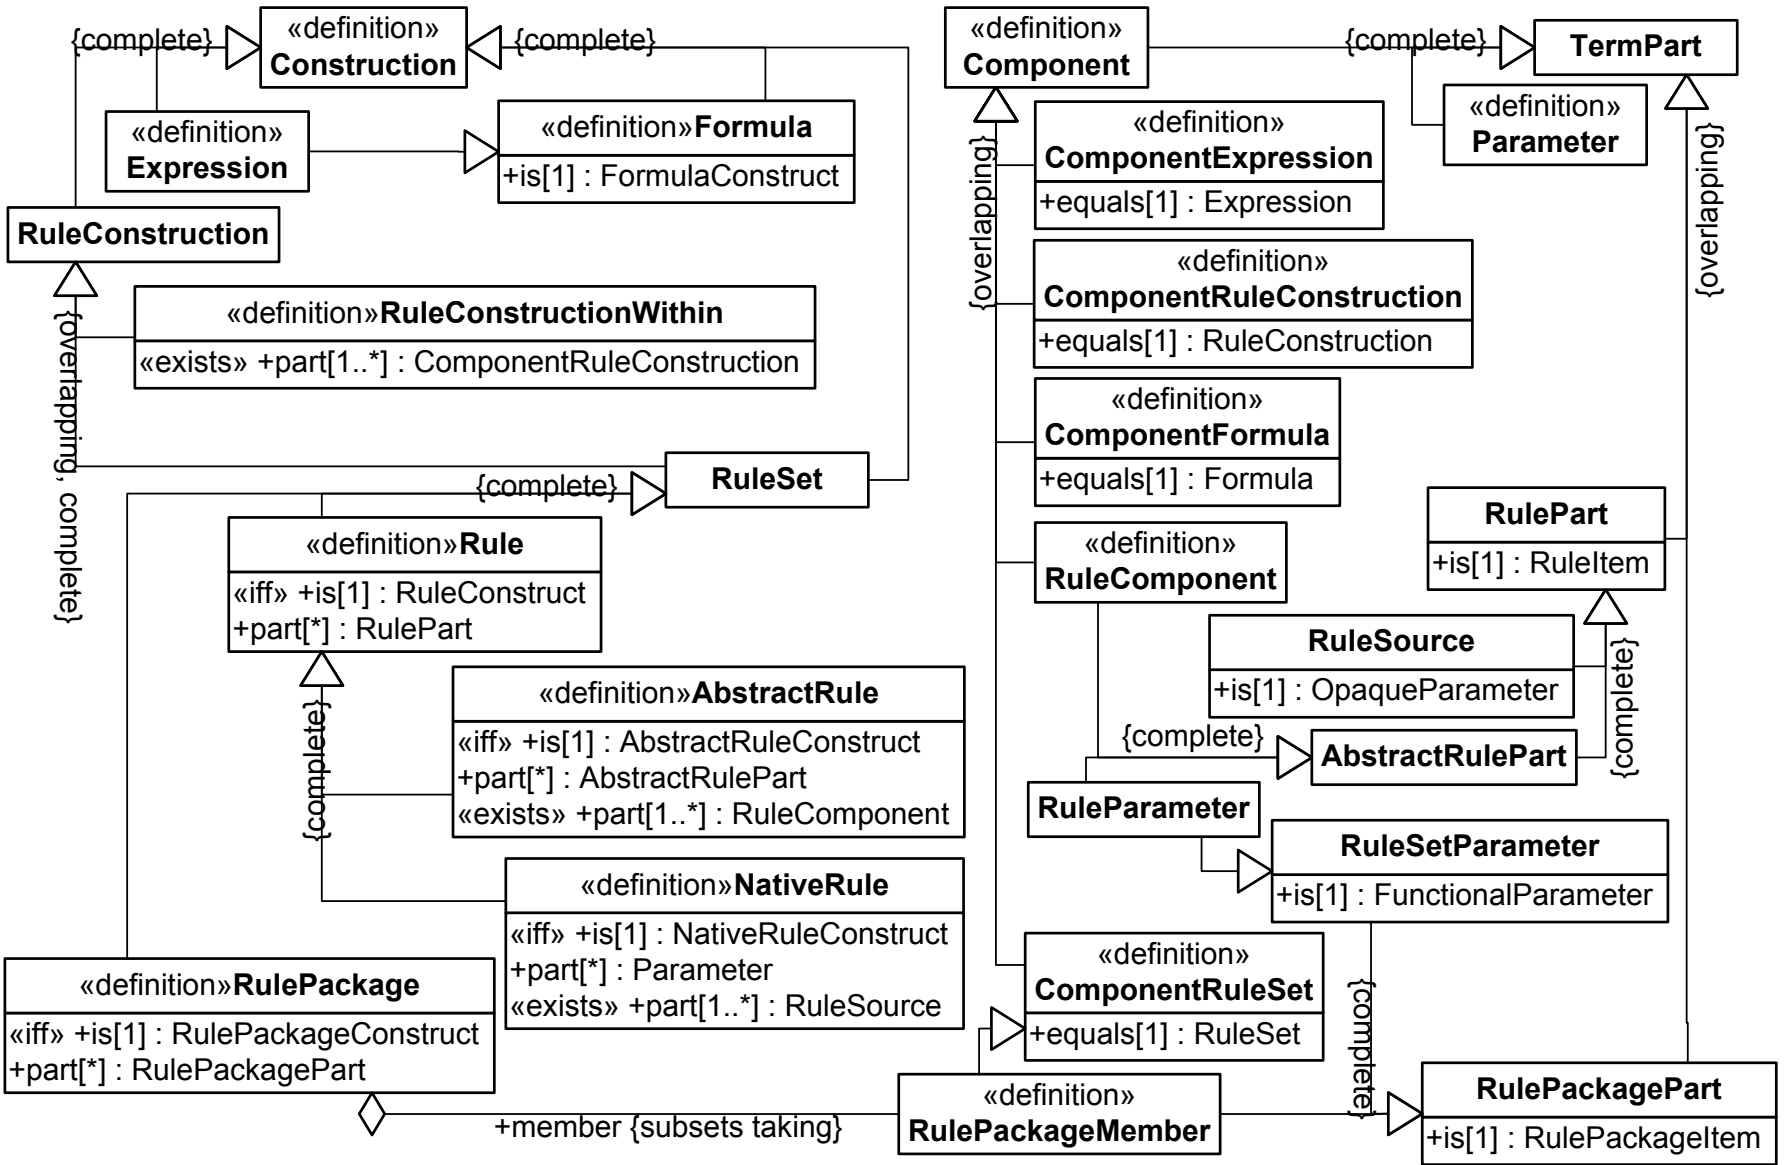 {complete}
«definition»
Construction
{complete}
«definition»
Component
{complete}
TermPart
«definition»
Expression
«definition»Formula
+is[1] : FormulaConstruct
«definition»
ComponentExpression
+equals[1] : Expression
«definition»
Parameter
{overlapping}
{overlapping}
RuleConstruction
«definition»RuleConstructionWithin
«exists» +part[1..*] : ComponentRuleConstruction
{overlapping, complete}
«definition»
ComponentRuleConstruction
+equals[1] : RuleConstruction
«definition»
ComponentFormula
+equals[1] : Formula
{complete}
RuleSet
«definition»Rule
«iff» +is[1] : RuleConstruct
+part[*] : RulePart
«definition»
RuleComponent
RulePart
+is[1] : RuleItem
RuleSource
+is[1] : OpaqueParameter
{complete}
{complete}
«definition»AbstractRule
«iff» +is[1] : AbstractRuleConstruct
+part[*] : AbstractRulePart
«exists» +part[1..*] : RuleComponent
{complete}
AbstractRulePart
RuleParameter
RuleSetParameter
+is[1] : FunctionalParameter
«definition»NativeRule
«iff» +is[1] : NativeRuleConstruct
+part[*] : Parameter
«exists» +part[1..*] : RuleSource
«definition»
ComponentRuleSet
+equals[1] : RuleSet
{complete}
«definition»RulePackage
«iff» +is[1] : RulePackageConstruct
+part[*] : RulePackagePart
+member {subsets taking}
«definition»
RulePackageMember
RulePackagePart
+is[1] : RulePackageItem